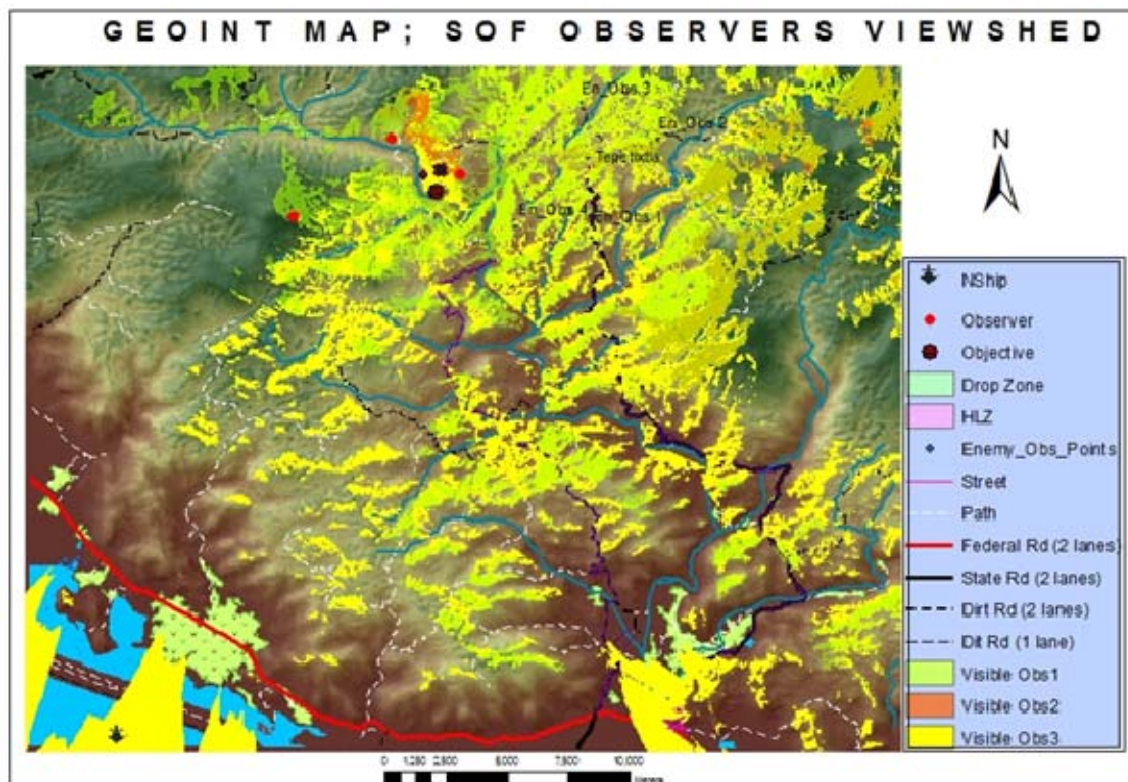 GEOINT MAP; SOF OBSERVERS VIEWSHED
En_Obs 3
En_Obs 2
En_Obs 4
En_Obs 1
N
INShip
Observer
Objective
Drop Zone
HLZ
Enemy_Obs_Points
Street
Path
Federal Rd (2 lanes)
State Rd (2 lanes)
Dirt Rd (2 lanes)
Dit Rd (1 lane)
Visible Obs1
Visible Obs2
Visible Obs3
0 1,250 2,500 5,000 7,500 10,000
Meters